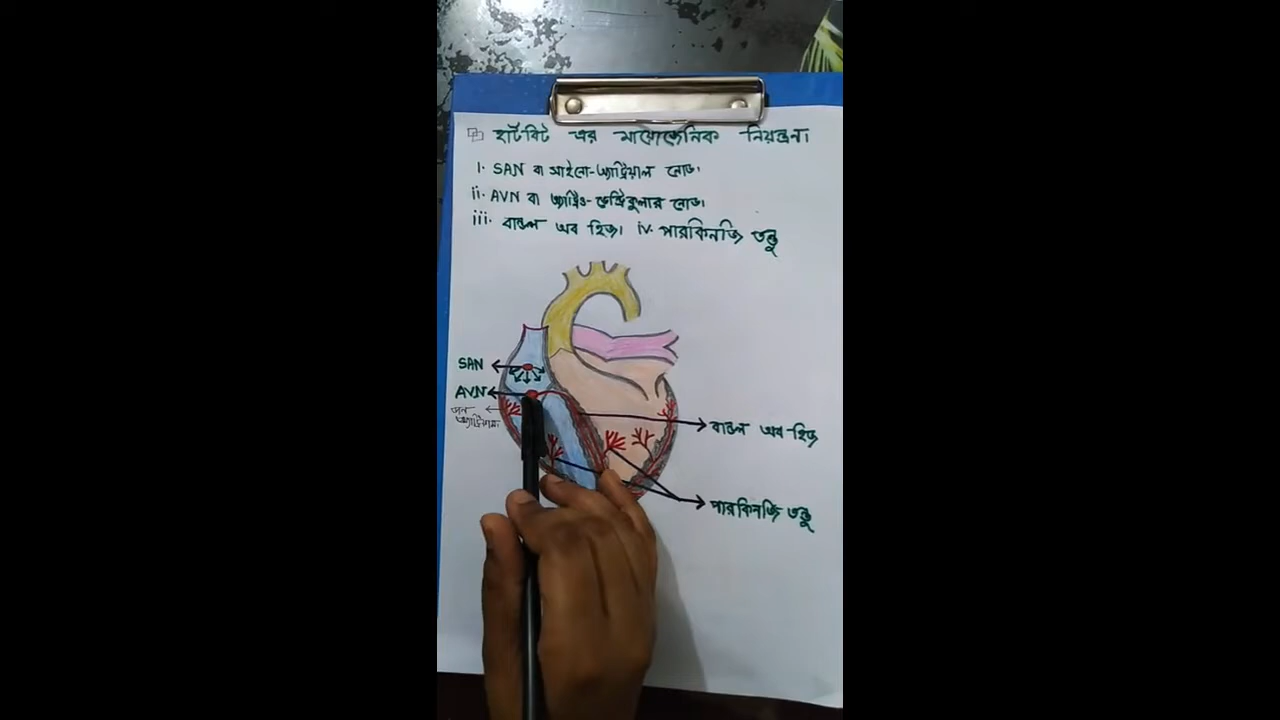 হার্টবিট এর মায়োজেনিক নিয়ন্ত্রন।
i. SAN বা সাইনো-অ্যাট্রিয়াল নোড।
ii. AVN বা অ্যাট্রিও-ভেন্ট্রিকুলার নোড।
iii. বান্ডল অব হিজ। iv. পারকিনজি তন্তু
SAN
AVN
ডান
অ্যাট্রিয়াম
বান্ডল অব হিজ
পারকিনজি তন্তু